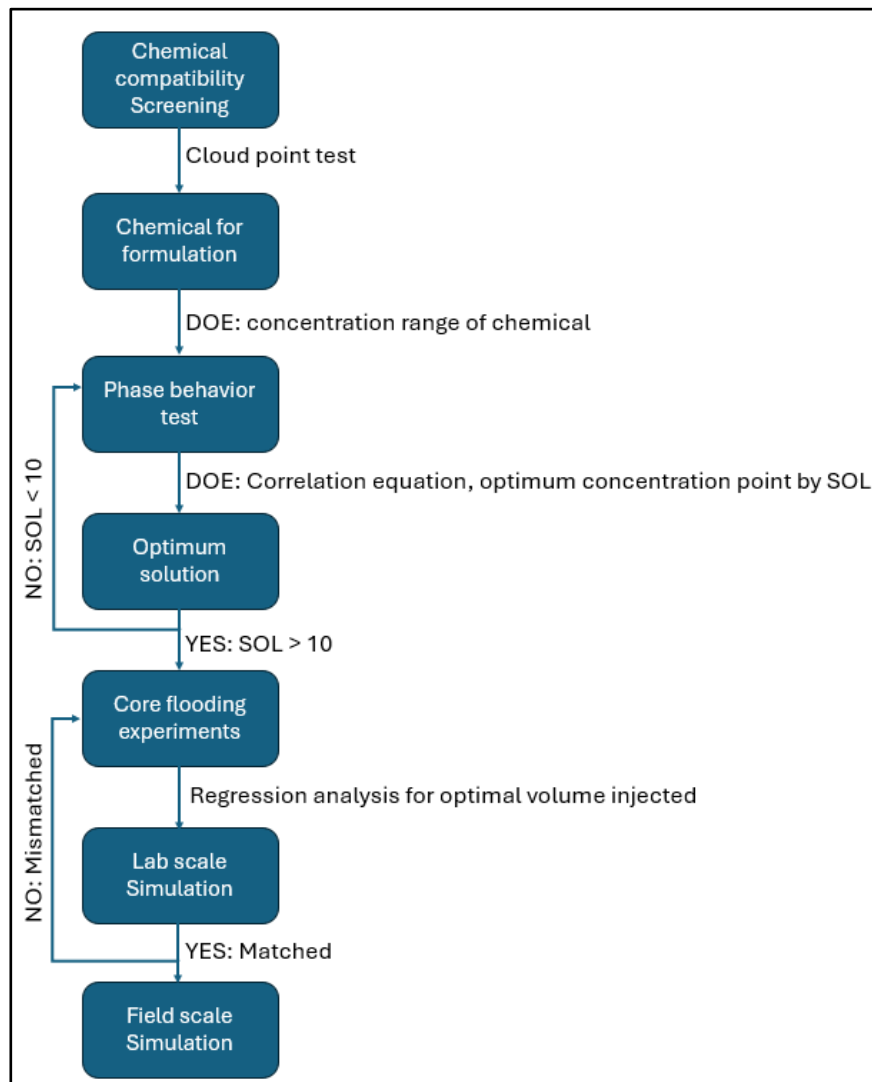 Chemical
compatibility
Screening
Cloud point test
Chemical for
formulation
DOE: concentration range of chemical
Phase behavior
test
DOE: Correlation equation, optimum concentration point by SOL
NO: SOL < 10
Optimum
solution
YES: SOL > 10
Core flooding
experiments
Regression analysis for optimal volume injected
NO: Mismatched
Lab scale
Simulation
YES: Matched
Field scale
Simulation